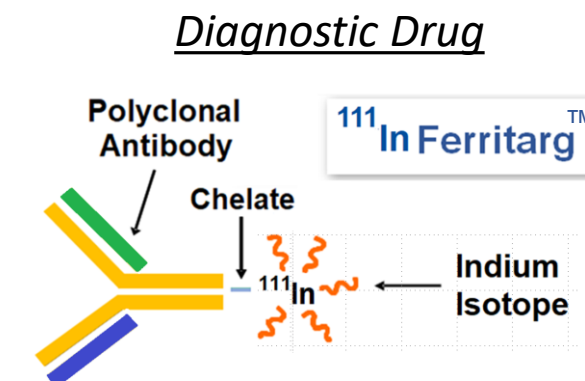 Diagnostic Drug
Polyclonal
Antibody
¹¹¹In Ferritarg™
Chelate
¹¹¹In
Indium
Isotope